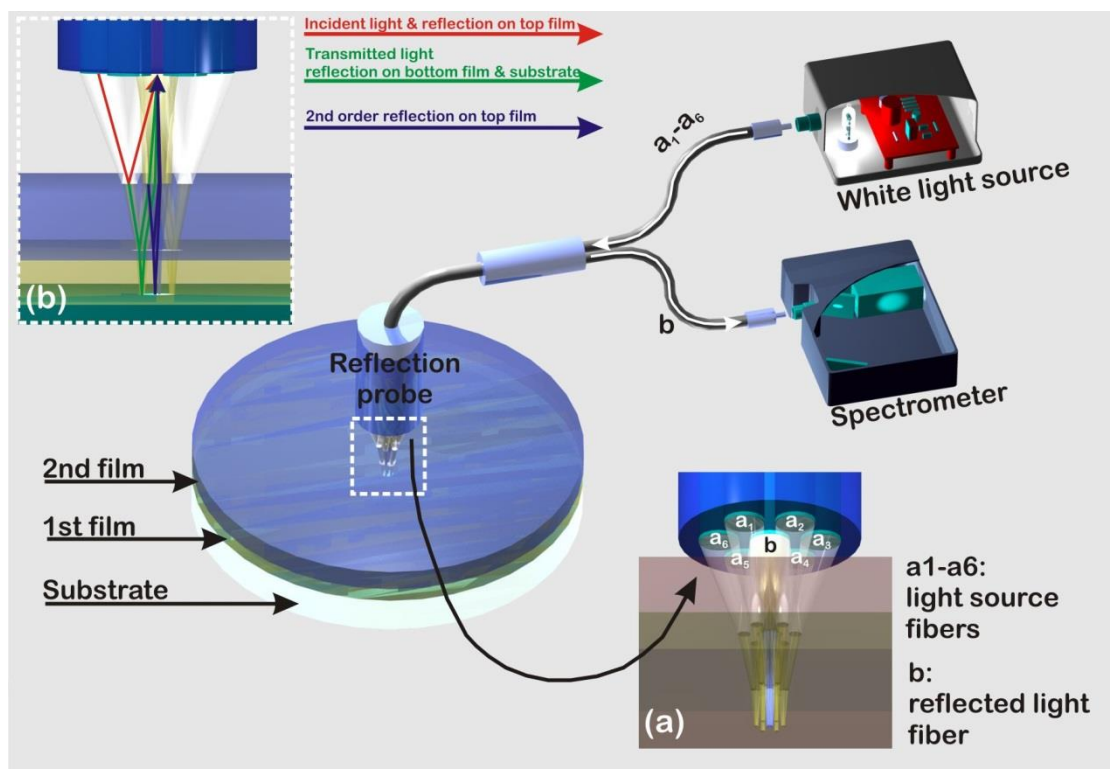 Incident light & reflection on top film
Transmitted light
reflection on bottom film & substrate
2nd order reflection on top film
(b)
a₁-a₆
White light source
b
Spectrometer
Reflection
probe
2nd film
1st film
Substrate
a₁ a₂
a₆ b a₃
a₅ a₄
(a)
a1-a6:
light source
fibers
b:
reflected light
fiber